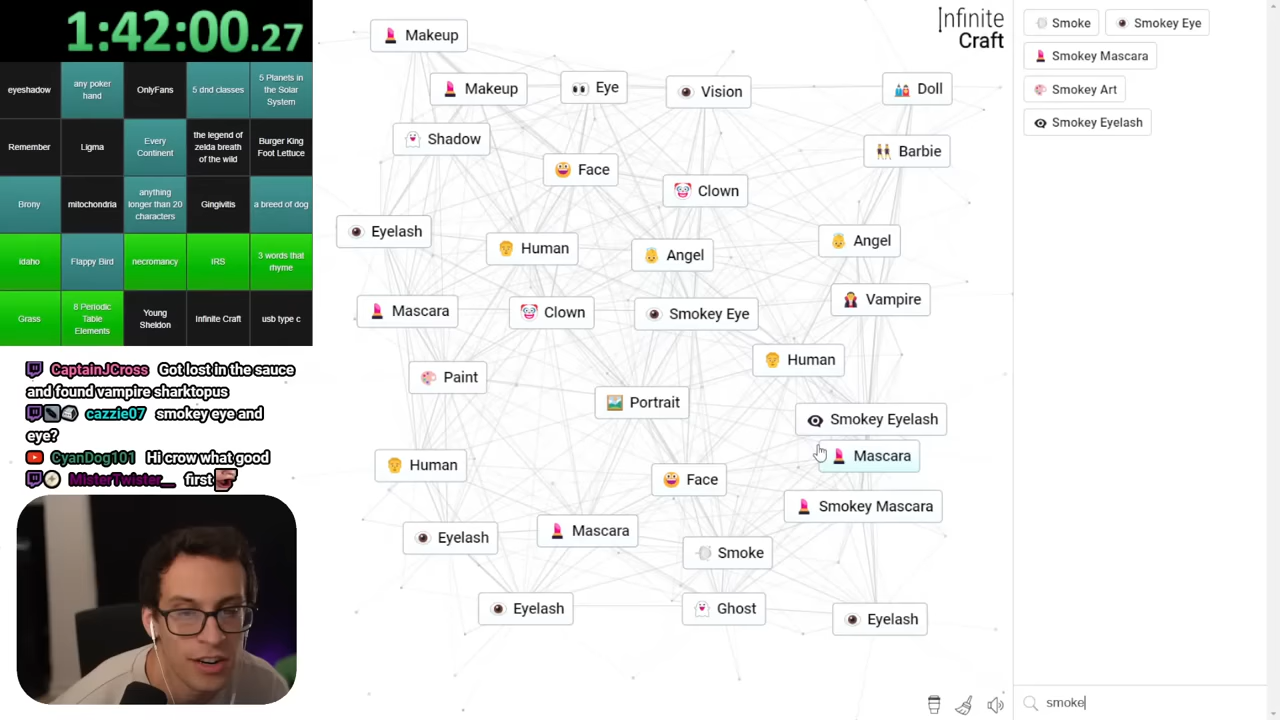 1:42:00.27
eyeshadow
any poker
hand
OnlyFans
5 dnd classes
5 Planets in
the Solar
System
Remember
Ligma
Every
Continent
the legend of
zelda breath
of the wild
Burger King
Foot Lettuce
Brony
mitochondria
anything
longer than 20
characters
Gingivitis
a breed of dog
idaho
Flappy Bird
necromancy
IRS
3 words that
rhyme
Grass
8 Periodic
Table
Elements
Young
Sheldon
Infinite Craft
usb type c
CaptainJCross Got lost in the sauce
and found vampire sharktopus
cazzie07 smokey eye and
eye?
CyanDog101 Hi crow what good
MisterTwister__ first
Infinite
Craft
Makeup
Makeup
Eye
Vision
Doll
Shadow
Barbie
Face
Clown
Eyelash
Human
Angel
Angel
Vampire
Mascara
Clown
Smokey Eye
Human
Paint
Portrait
Smokey Eyelash
Mascara
Human
Face
Smokey Mascara
Eyelash
Mascara
Smoke
Eyelash
Ghost
Eyelash
Smoke
Smokey Eye
Smokey Mascara
Smokey Art
Smokey Eyelash
smoke